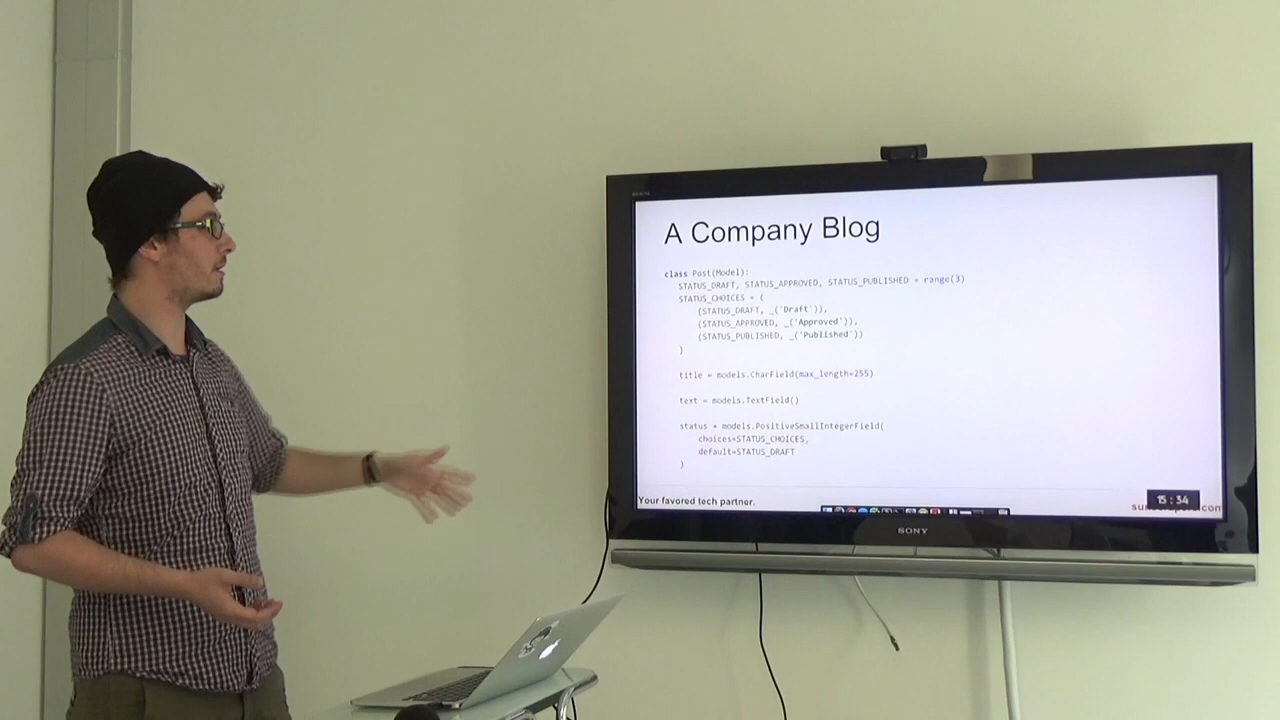 A Company Blog
class Post(Model):
STATUS_DRAFT, STATUS_APPROVED, STATUS_PUBLISHED = range(3)
STATUS_CHOICES = (
(STATUS_DRAFT, _('Draft')),
(STATUS_APPROVED, _('Approved')),
(STATUS_PUBLISHED, _('Published'))
)
title = models.CharField(max_length=255)
text = models.TextField()
status = models.PositiveSmallIntegerField(
choices=STATUS_CHOICES,
default=STATUS_DRAFT
)
Your favored tech partner.
15:34
SONY